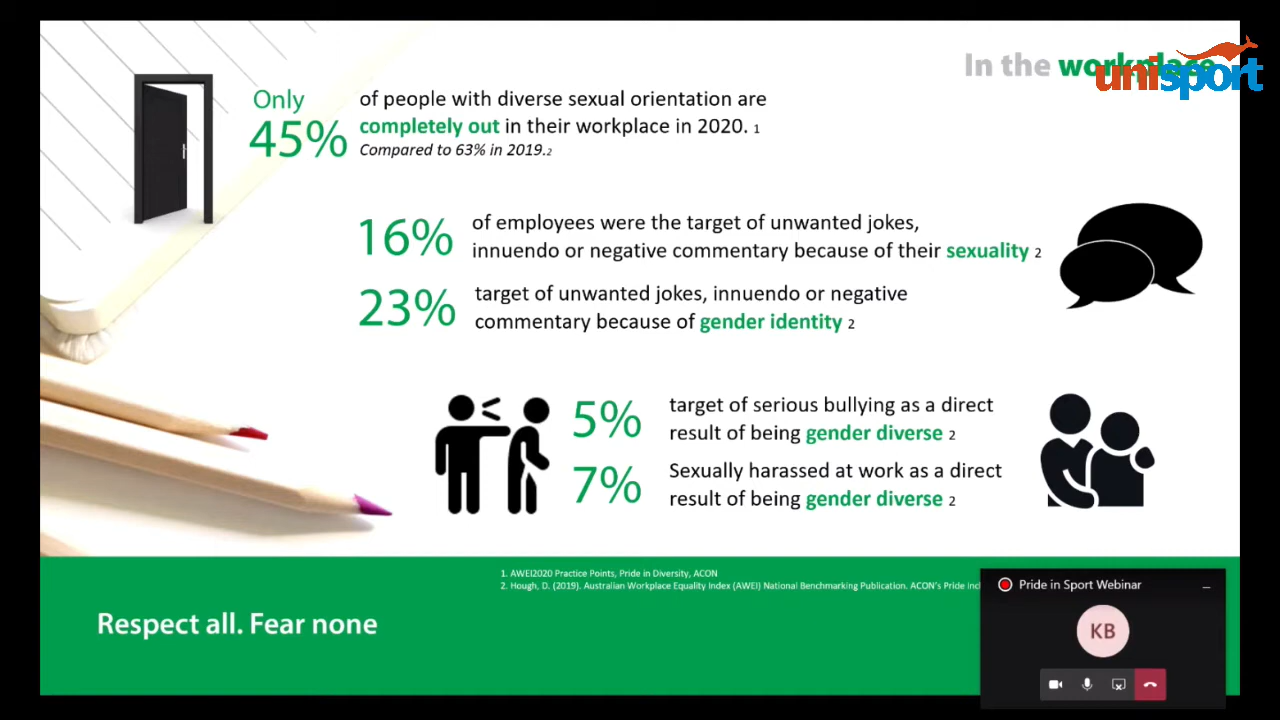 In the workplace
unisport
Only
45%
of people with diverse sexual orientation are
completely out in their workplace in 2020. 1
Compared to 63% in 2019.2
16%
of employees were the target of unwanted jokes,
innuendo or negative commentary because of their sexuality 2
23%
target of unwanted jokes, innuendo or negative
commentary because of gender identity 2
5%
target of serious bullying as a direct
result of being gender diverse 2
7%
Sexually harassed at work as a direct
result of being gender diverse 2
1. AWEI2020 Practice Points, Pride in Diversity, ACON
2. Hough, D. (2019). Australian Workplace Equality Index (AWEI) National Benchmarking Publication. ACON's Pride
Respect all. Fear none
Pride in Sport Webinar
KB